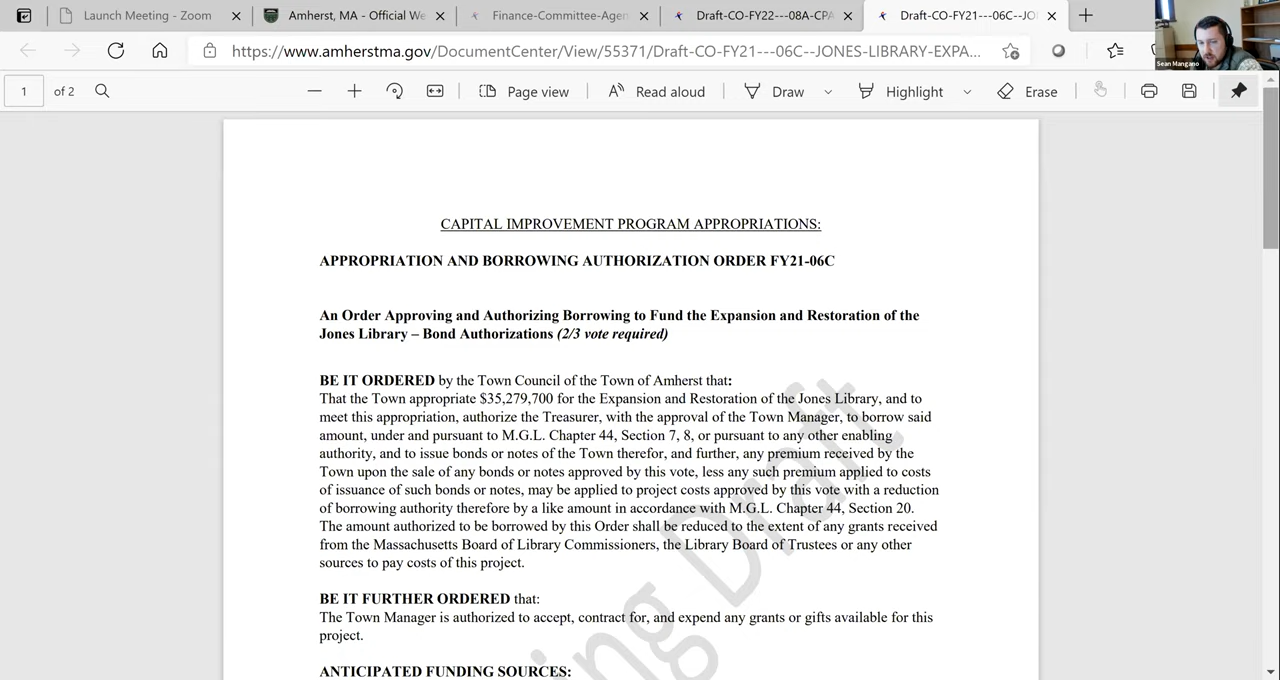 Launch Meeting - Zoom
Amherst, MA - Official We
Finance-Committee-Agen
Draft-CO-FY22---08A-CPA
Draft-CO-FY21---06C--JO
https://www.amherstma.gov/DocumentCenter/View/55371/Draft-CO-FY21---06C--JONES-LIBRARY-EXPA...
Sean Mangano
1 of 2
Page view
Read aloud
Draw
Highlight
Erase
CAPITAL IMPROVEMENT PROGRAM APPROPRIATIONS:
APPROPRIATION AND BORROWING AUTHORIZATION ORDER FY21-06C
An Order Approving and Authorizing Borrowing to Fund the Expansion and Restoration of the
Jones Library – Bond Authorizations (2/3 vote required)
BE IT ORDERED by the Town Council of the Town of Amherst that:
That the Town appropriate $35,279,700 for the Expansion and Restoration of the Jones Library, and to
meet this appropriation, authorize the Treasurer, with the approval of the Town Manager, to borrow said
amount, under and pursuant to M.G.L. Chapter 44, Section 7, 8, or pursuant to any other enabling
authority, and to issue bonds or notes of the Town therefor, and further, any premium received by the
Town upon the sale of any bonds or notes approved by this vote, less any such premium applied to costs
of issuance of such bonds or notes, may be applied to project costs approved by this vote with a reduction
of borrowing authority therefore by a like amount in accordance with M.G.L. Chapter 44, Section 20.
The amount authorized to be borrowed by this Order shall be reduced to the extent of any grants received
from the Massachusetts Board of Library Commissioners, the Library Board of Trustees or any other
sources to pay costs of this project.
BE IT FURTHER ORDERED that:
The Town Manager is authorized to accept, contract for, and expend any grants or gifts available for this
project.
ANTICIPATED FUNDING SOURCES:
ing Draft